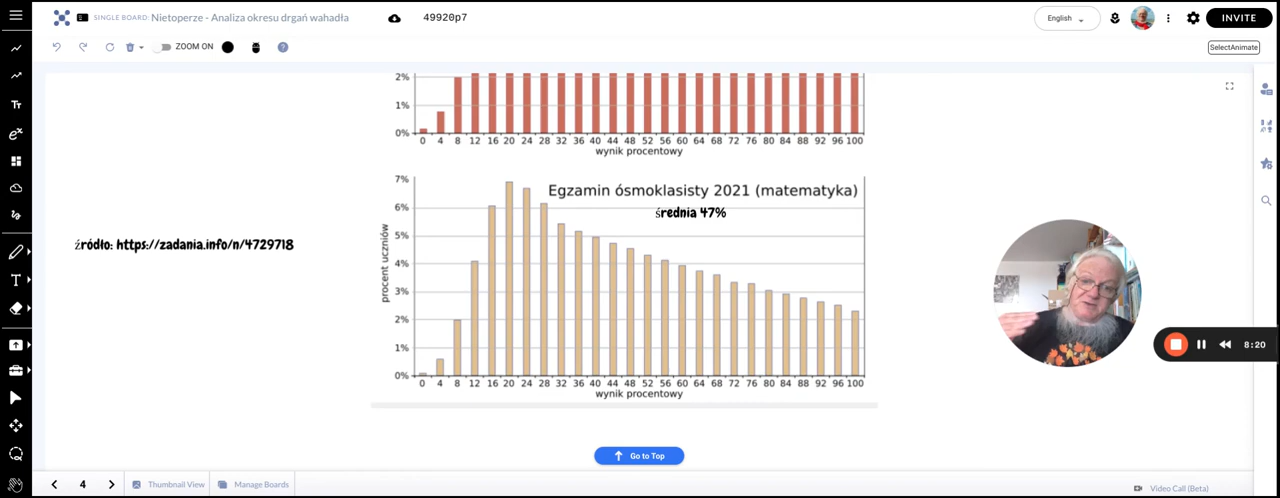 SINGLE BOARD: Nietoperze - Analiza okresu drgań wahadła
49920p7
English
INVITE
ZOOM ON
SelectAnimate
Tr
eˣ
T
2%
1%
0%
0 4 8 12 16 20 24 28 32 36 40 44 48 52 56 60 64 68 72 76 80 84 88 92 96 100
wynik procentowy
Egzamin ósmoklasisty 2021 (matematyka)
średnia 47%
źródło: https://zadania.info/n/4729718
procent uczniów
7%
6%
5%
4%
3%
2%
1%
0%
0 4 8 12 16 20 24 28 32 36 40 44 48 52 56 60 64 68 72 76 80 84 88 92 96 100
wynik procentowy
8:20
Go to Top
4
Thumbnail View
Manage Boards
Video Call (Beta)